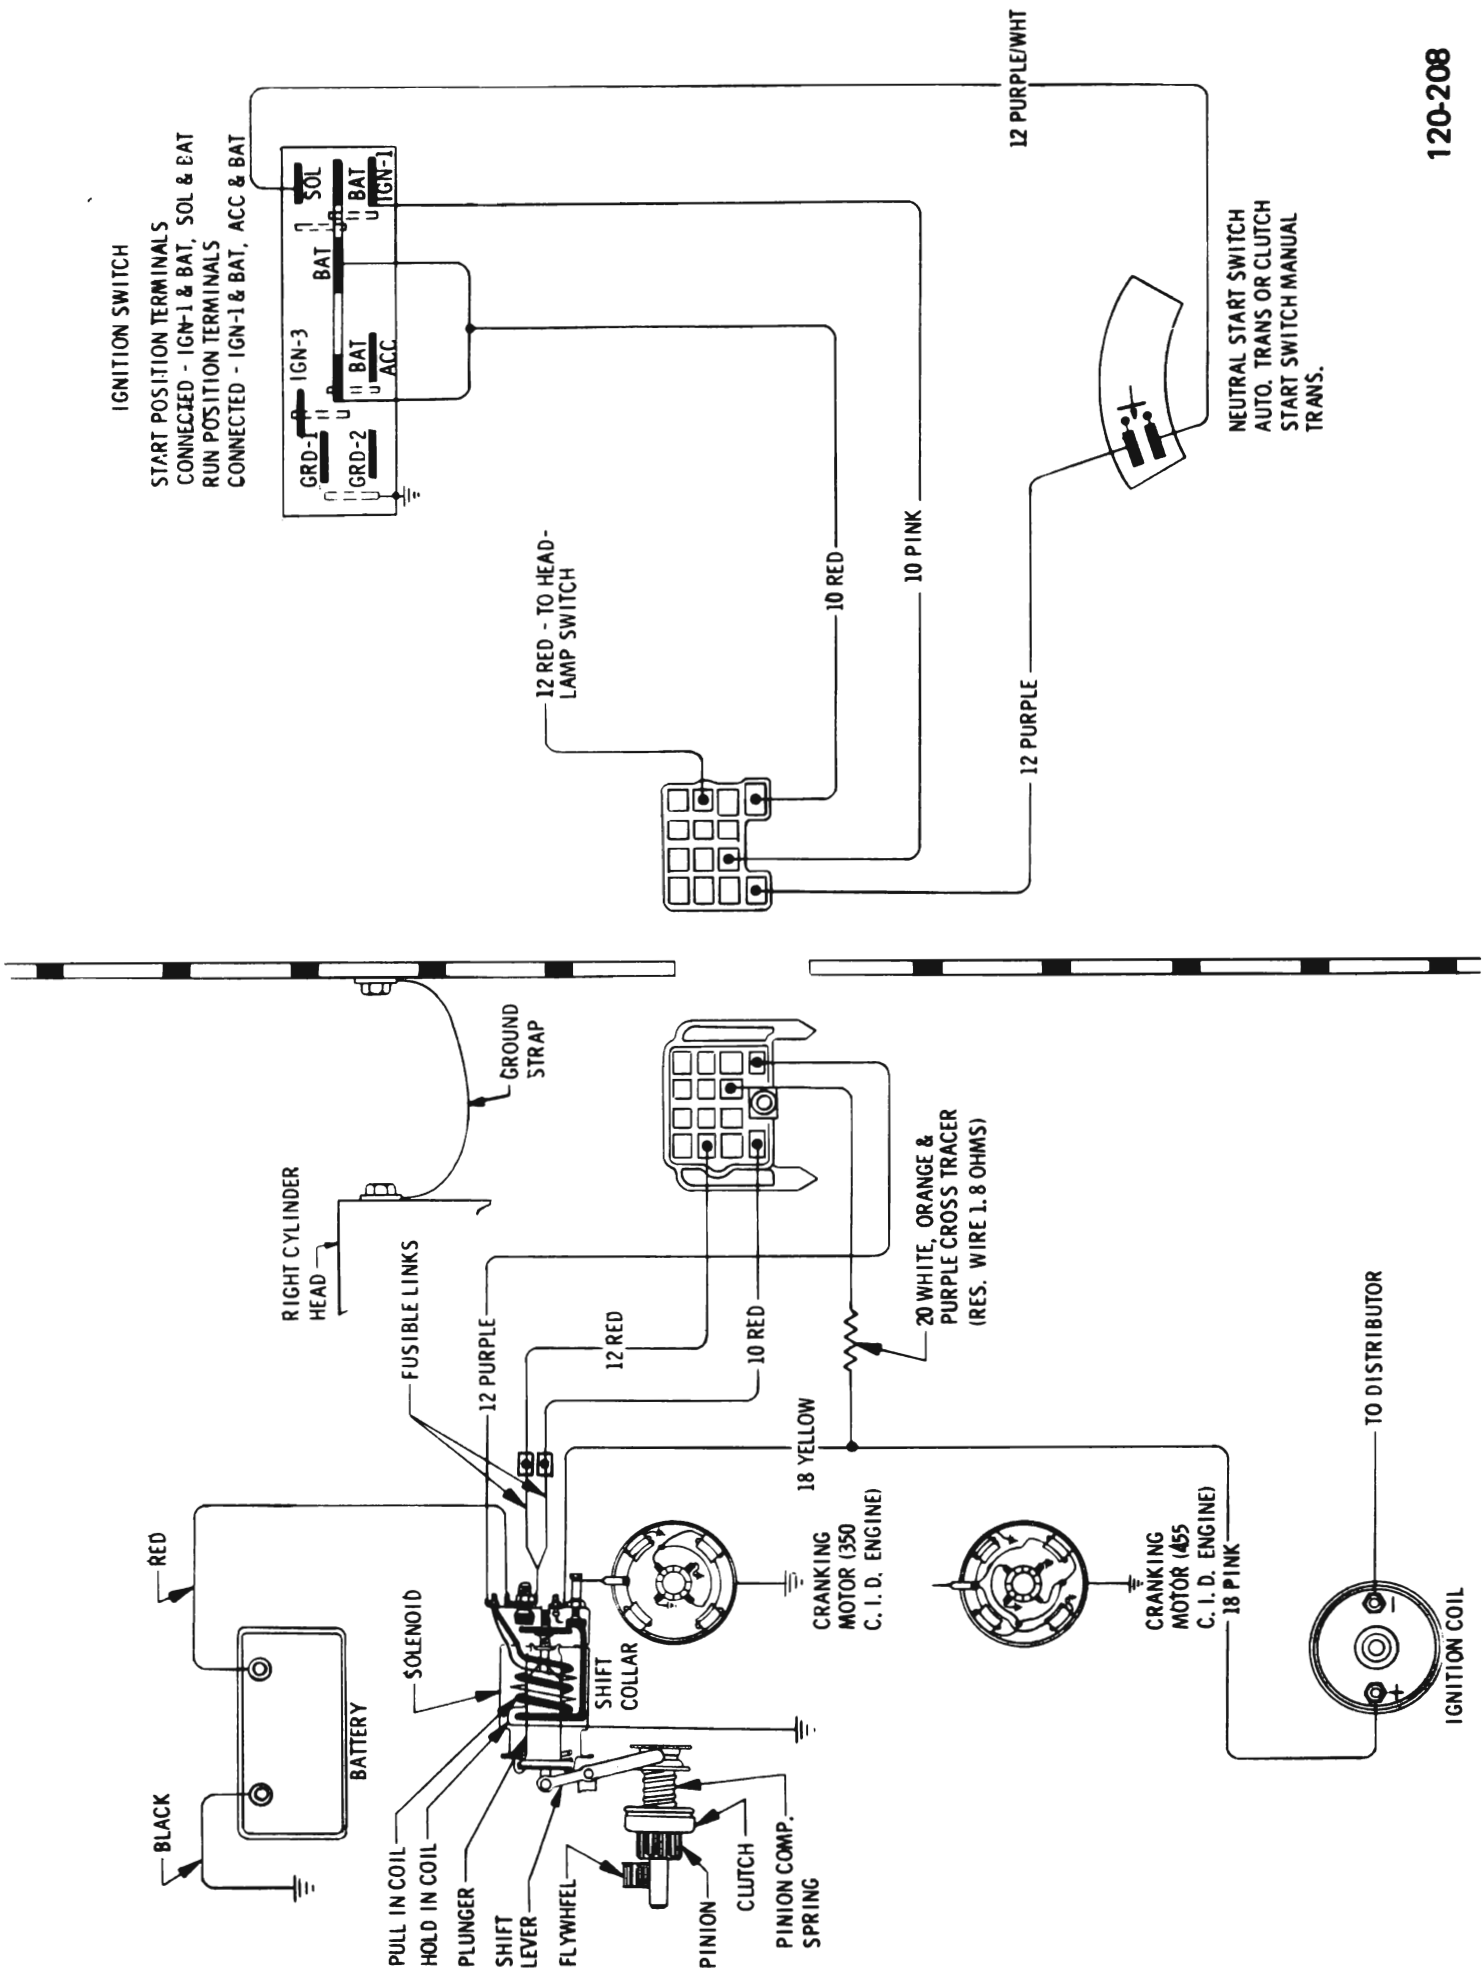 IGNITION SWITCH
START POSITION TERMINALS
CONNECTED - IGN-1 & BAT, SOL & BAT
RUN POSITION TERMINALS
CONNECTED - IGN-1 & BAT, ACC & BAT
GRD-1
IGN-3
BAT
SOL
GRD-2
BAT
ACC
BAT
IGN-1
12 RED - TO HEAD-
LAMP SWITCH
10 RED
10 PINK
12 PURPLE
12 PURPLE/WHT
NEUTRAL START SWITCH
AUTO. TRANS OR CLUTCH
START SWITCH MANUAL
TRANS.
120-208
BLACK
RED
BATTERY
RIGHT CYLINDER
HEAD
GROUND
STRAP
FUSIBLE LINKS
SOLENOID
PULL IN COIL
HOLD IN COIL
PLUNGER
SHIFT
LEVER
FLYWHEEL
PINION
CLUTCH
PINION COMP.
SPRING
SHIFT
COLLAR
12 PURPLE
12 RED
10 RED
18 YELLOW
20 WHITE, ORANGE &
PURPLE CROSS TRACER
(RES. WIRE 1.8 OHMS)
CRANKING
MOTOR (350
C. I. D. ENGINE)
CRANKING
MOTOR (455
C. I. D. ENGINE)
18 PINK
TO DISTRIBUTOR
+
-
IGNITION COIL